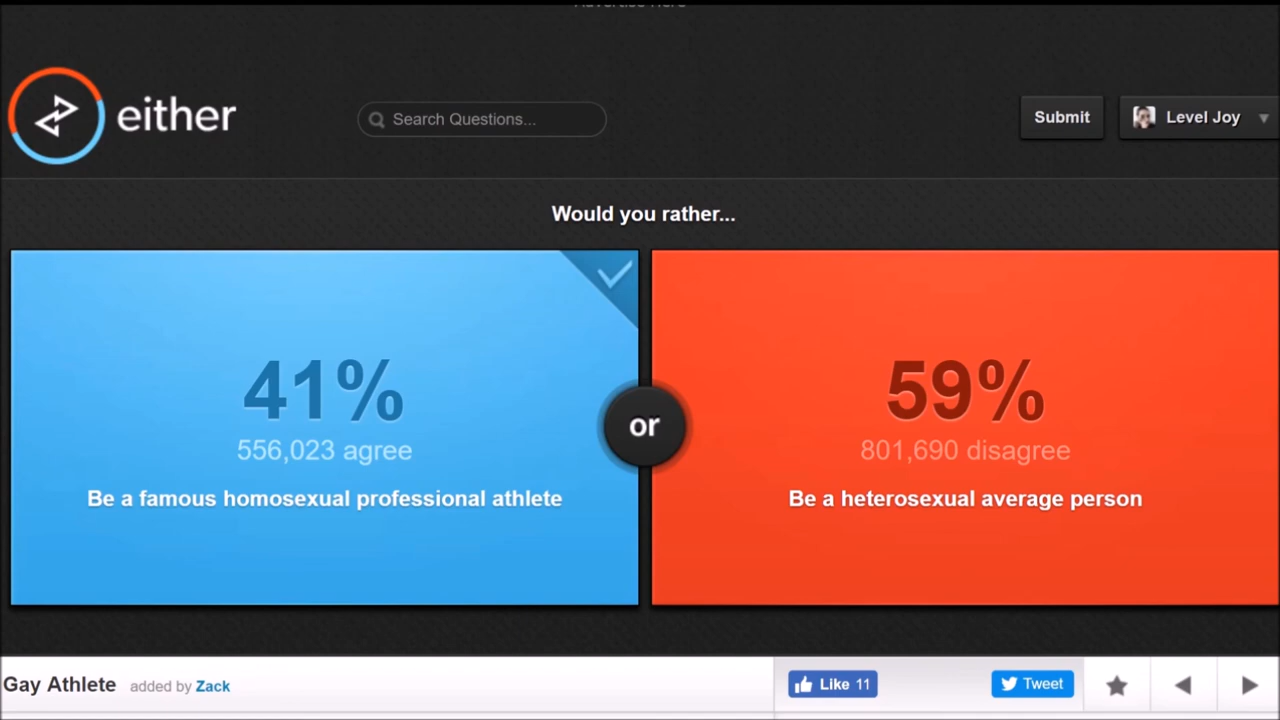 either
Search Questions...
Submit
Level Joy
Would you rather...
41%
556,023 agree
Be a famous homosexual professional athlete
or
59%
801,690 disagree
Be a heterosexual average person
Gay Athlete added by Zack
Like 11
Tweet